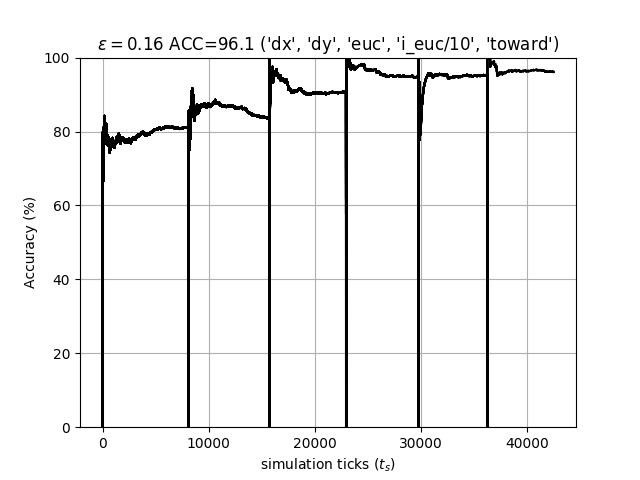 ε = 0.16 ACC=96.1 ('dx', 'dy', 'euc', 'i_euc/10', 'toward')
100
80
60
40
20
0
Accuracy (%)
0 10000 20000 30000 40000
simulation ticks (tₛ)